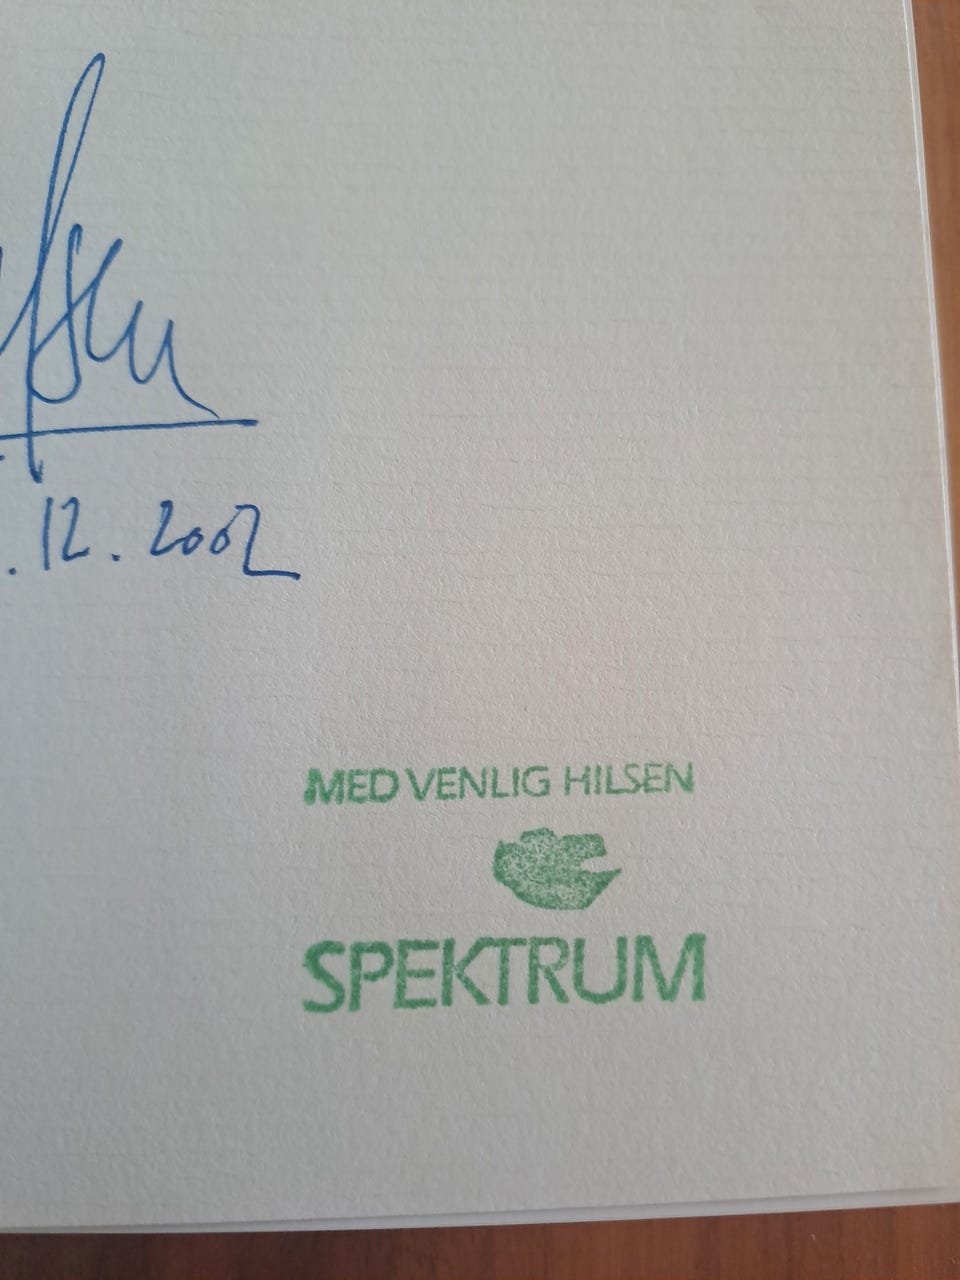 . 12. 2002
MED VENLIG HILSEN
SPEKTRUM